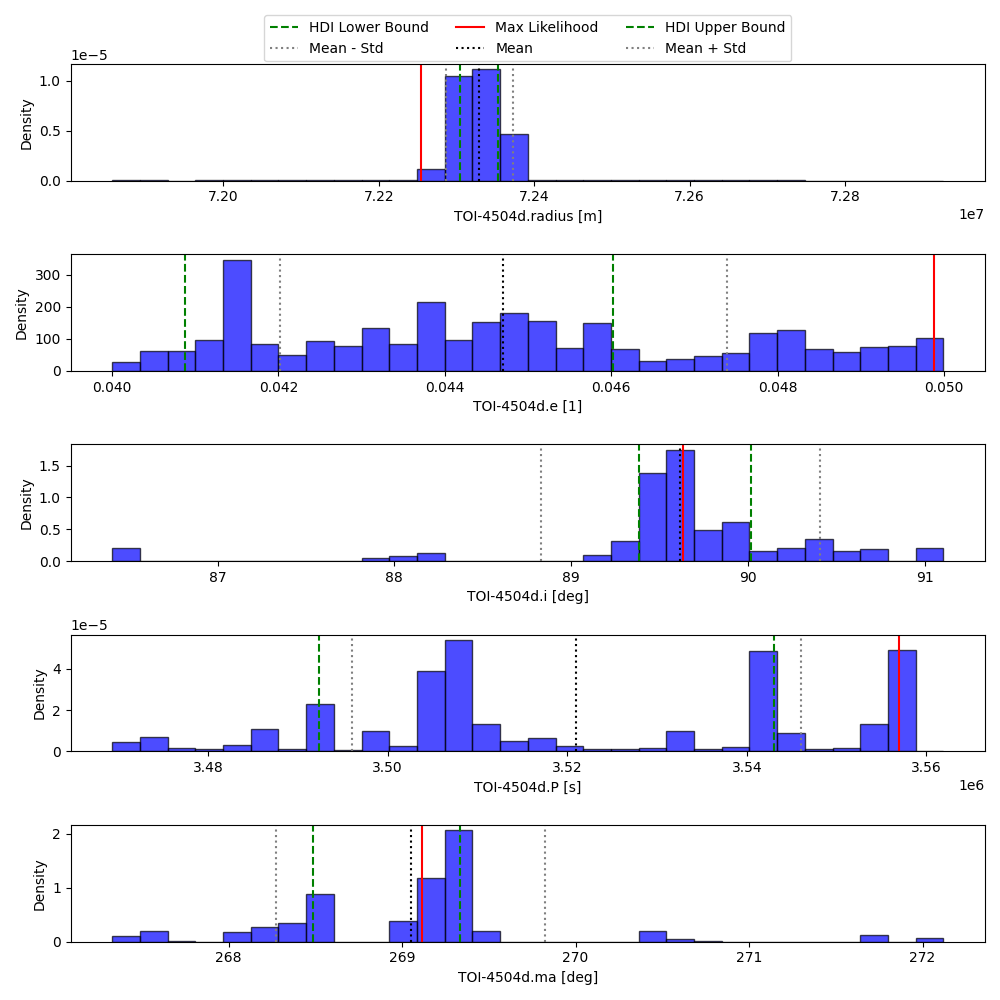 HDI Lower Bound Max Likelihood HDI Upper Bound
Mean - Std Mean Mean + Std
1e−5
1.0
0.5
0.0
Density
7.20 7.22 7.24 7.26 7.28
TOI-4504d.radius [m]
1e7
300
200
100
0
Density
0.040 0.042 0.044 0.046 0.048 0.050
TOI-4504d.e [1]
1.5
1.0
0.5
0.0
Density
87 88 89 90 91
TOI-4504d.i [deg]
1e−5
4
2
0
Density
3.48 3.50 3.52 3.54 3.56
TOI-4504d.P [s]
1e6
2
1
0
Density
268 269 270 271 272
TOI-4504d.ma [deg]